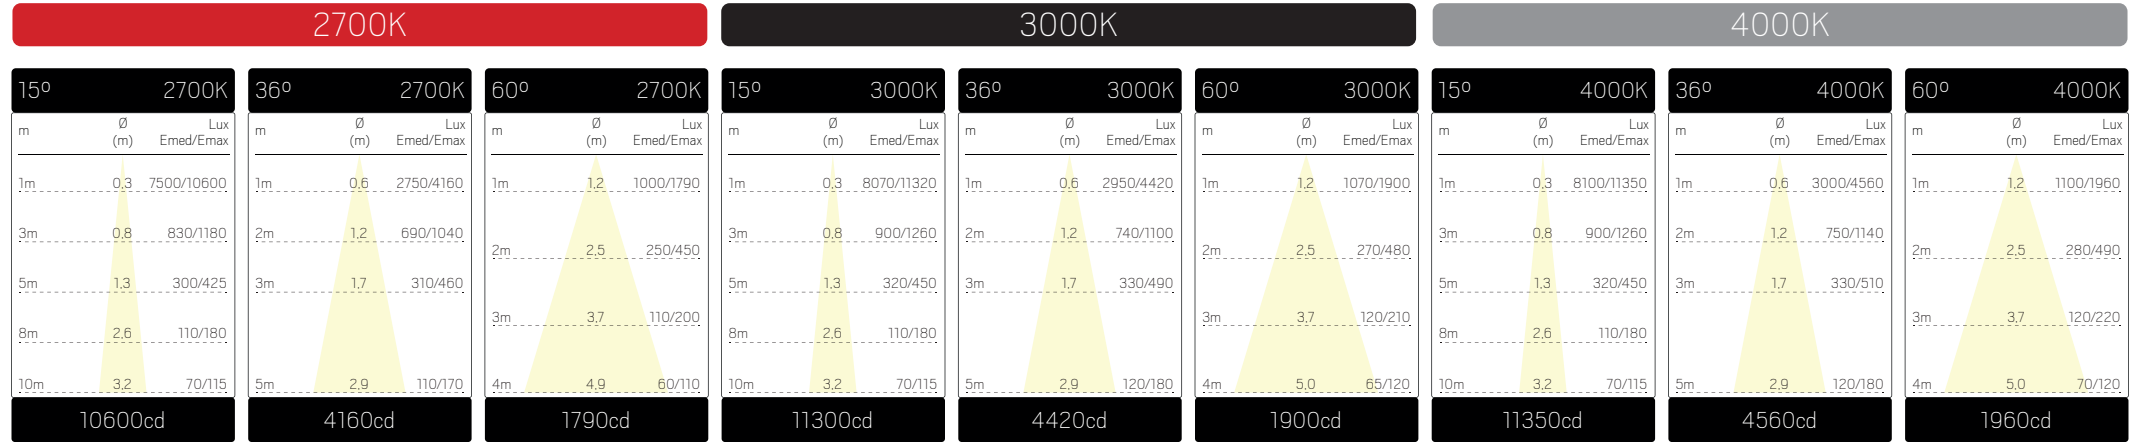 2700K
3000K
4000K
15º 2700K
m Ø (m) Lux Emed/Emax
1m 0,3 7500/10600
3m 0,8 830/1180
5m 1,3 300/425
8m 2,6 110/180
10m 3,2 70/115
10600cd
36º 2700K
m Ø (m) Lux Emed/Emax
1m 0,6 2750/4160
2m 1,2 690/1040
3m 1,7 310/460
5m 2,9 110/170
4160cd
60º 2700K
m Ø (m) Lux Emed/Emax
1m 1,2 1000/1790
2m 2,5 250/450
3m 3,7 110/200
4m 4,9 60/110
1790cd
15º 3000K
m Ø (m) Lux Emed/Emax
1m 0,3 8070/11320
3m 0,8 900/1260
5m 1,3 320/450
8m 2,6 110/180
10m 3,2 70/115
11300cd
36º 3000K
m Ø (m) Lux Emed/Emax
1m 0,6 2950/4420
2m 1,2 740/1100
3m 1,7 330/490
5m 2,9 120/180
4420cd
60º 3000K
m Ø (m) Lux Emed/Emax
1m 1,2 1070/1900
2m 2,5 270/480
3m 3,7 120/210
4m 5,0 65/120
1900cd
15º 4000K
m Ø (m) Lux Emed/Emax
1m 0,3 8100/11350
3m 0,8 900/1260
5m 1,3 320/450
8m 2,6 110/180
10m 3,2 70/115
11350cd
36º 4000K
m Ø (m) Lux Emed/Emax
1m 0,6 3000/4560
2m 1,2 750/1140
3m 1,7 330/510
5m 2,9 120/180
4560cd
60º 4000K
m Ø (m) Lux Emed/Emax
1m 1,2 1100/1960
2m 2,5 280/490
3m 3,7 120/220
4m 5,0 70/120
1960cd